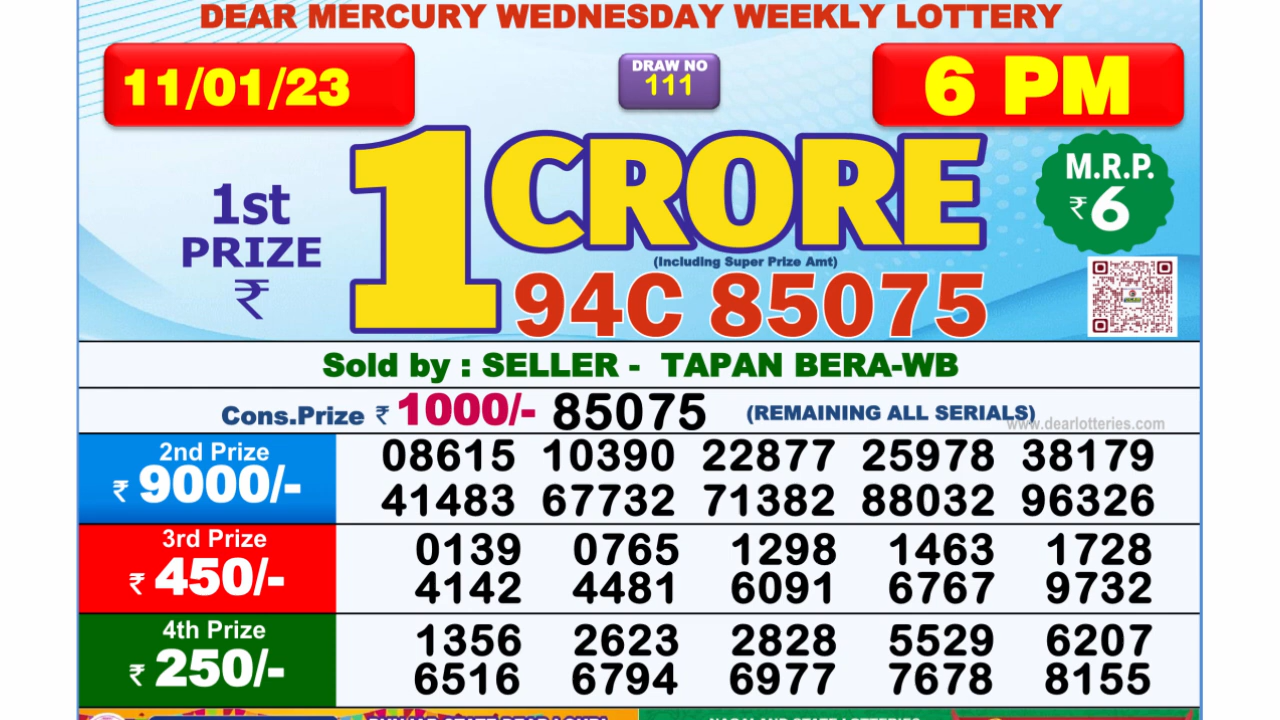 DEAR MERCURY WEDNESDAY WEEKLY LOTTERY
11/01/23
DRAW NO
111
6 PM
1st
PRIZE
₹
1 CRORE
(Including Super Prize Amt)
94C 85075
M.R.P.
₹ 6
Sold by : SELLER - TAPAN BERA-WB
Cons.Prize ₹ 1000/- 85075 (REMAINING ALL SERIALS)
www.dearlotteries.com
2nd Prize
₹ 9000/-
08615 10390 22877 25978 38179
41483 67732 71382 88032 96326
3rd Prize
₹ 450/-
0139 0765 1298 1463 1728
4142 4481 6091 6767 9732
4th Prize
₹ 250/-
1356 2623 2828 5529 6207
6516 6794 6977 7678 8155